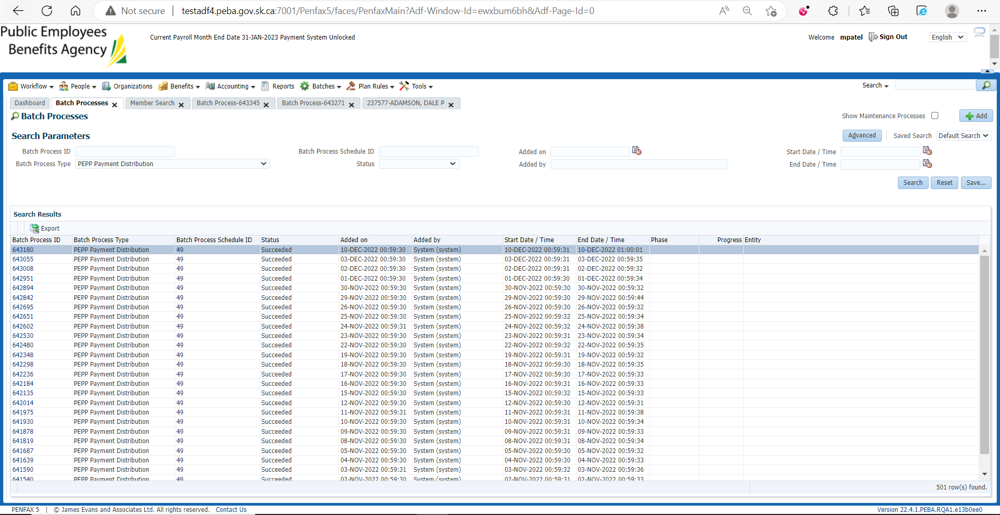 Not secure | testadf4.peba.gov.sk.ca:7001/Penfax5/faces/PenfaxMain?Adf-Window-Id=ewxbum6bh&Adf-Page-Id=0
Public Employees
Benefits Agency
Current Payroll Month End Date 31-JAN-2023 Payment System Unlocked
Welcome mpatel Sign Out English
Workflow People Organizations Benefits Accounting Reports Batches Plan Rules Tools Search
Dashboard Batch Processes Member Search Batch Process-643345 Batch Process-643271 237577-ADAMSON, DALE P
Batch Processes Show Maintenance Processes Add
Search Parameters Advanced Saved Search Default Search
Batch Process ID Batch Process Schedule ID Added on Start Date / Time
Batch Process Type PEPP Payment Distribution Status Added by End Date / Time
Search Reset Save...
Search Results
Export
Batch Process ID Batch Process Type Batch Process Schedule ID Status Added on Added by Start Date / Time End Date / Time Phase Progress Entity
643180 PEPP Payment Distribution 49 Succeeded 10-DEC-2022 00:59:30 System (system) 10-DEC-2022 00:59:31 10-DEC-2022 01:00:01
643055 PEPP Payment Distribution 49 Succeeded 03-DEC-2022 00:59:30 System (system) 03-DEC-2022 00:59:31 03-DEC-2022 00:59:35
643008 PEPP Payment Distribution 49 Succeeded 02-DEC-2022 00:59:30 System (system) 02-DEC-2022 00:59:31 02-DEC-2022 00:59:32
642951 PEPP Payment Distribution 49 Succeeded 01-DEC-2022 00:59:30 System (system) 01-DEC-2022 00:59:30 01-DEC-2022 00:59:34
642894 PEPP Payment Distribution 49 Succeeded 30-NOV-2022 00:59:30 System (system) 30-NOV-2022 00:59:30 30-NOV-2022 00:59:32
642842 PEPP Payment Distribution 49 Succeeded 29-NOV-2022 00:59:30 System (system) 29-NOV-2022 00:59:30 29-NOV-2022 00:59:44
642695 PEPP Payment Distribution 49 Succeeded 26-NOV-2022 00:59:30 System (system) 26-NOV-2022 00:59:30 26-NOV-2022 00:59:32
642651 PEPP Payment Distribution 49 Succeeded 25-NOV-2022 00:59:30 System (system) 25-NOV-2022 00:59:32 25-NOV-2022 00:59:34
642602 PEPP Payment Distribution 49 Succeeded 24-NOV-2022 00:59:31 System (system) 24-NOV-2022 00:59:32 24-NOV-2022 00:59:38
642530 PEPP Payment Distribution 49 Succeeded 23-NOV-2022 00:59:30 System (system) 23-NOV-2022 00:59:31 23-NOV-2022 00:59:34
642480 PEPP Payment Distribution 49 Succeeded 22-NOV-2022 00:59:30 System (system) 22-NOV-2022 00:59:32 22-NOV-2022 00:59:35
642348 PEPP Payment Distribution 49 Succeeded 19-NOV-2022 00:59:30 System (system) 19-NOV-2022 00:59:31 19-NOV-2022 00:59:32
642298 PEPP Payment Distribution 49 Succeeded 18-NOV-2022 00:59:30 System (system) 18-NOV-2022 00:59:30 18-NOV-2022 00:59:35
642236 PEPP Payment Distribution 49 Succeeded 17-NOV-2022 00:59:30 System (system) 17-NOV-2022 00:59:30 17-NOV-2022 00:59:33
642184 PEPP Payment Distribution 49 Succeeded 16-NOV-2022 00:59:30 System (system) 16-NOV-2022 00:59:31 16-NOV-2022 00:59:33
642135 PEPP Payment Distribution 49 Succeeded 15-NOV-2022 00:59:30 System (system) 15-NOV-2022 00:59:32 15-NOV-2022 00:59:33
642014 PEPP Payment Distribution 49 Succeeded 12-NOV-2022 00:59:30 System (system) 12-NOV-2022 00:59:30 12-NOV-2022 00:59:31
641975 PEPP Payment Distribution 49 Succeeded 11-NOV-2022 00:59:31 System (system) 11-NOV-2022 00:59:31 11-NOV-2022 00:59:38
641930 PEPP Payment Distribution 49 Succeeded 10-NOV-2022 00:59:30 System (system) 10-NOV-2022 00:59:31 10-NOV-2022 00:59:34
641878 PEPP Payment Distribution 49 Succeeded 09-NOV-2022 00:59:30 System (system) 09-NOV-2022 00:59:31 09-NOV-2022 00:59:33
641819 PEPP Payment Distribution 49 Succeeded 08-NOV-2022 00:59:30 System (system) 08-NOV-2022 00:59:31 08-NOV-2022 00:59:34
641687 PEPP Payment Distribution 49 Succeeded 05-NOV-2022 00:59:30 System (system) 05-NOV-2022 00:59:30 05-NOV-2022 00:59:32
641639 PEPP Payment Distribution 49 Succeeded 04-NOV-2022 00:59:30 System (system) 04-NOV-2022 00:59:30 04-NOV-2022 00:59:33
641590 PEPP Payment Distribution 49 Succeeded 03-NOV-2022 00:59:31 System (system) 03-NOV-2022 00:59:32 03-NOV-2022 00:59:36
641540 PEPP Payment Distribution 49 Succeeded 02-NOV-2022 00:59:30 System (system) 02-NOV-2022 00:59:31 02-NOV-2022 00:59:33
501 row(s) found.
PENFAX 5 | © James Evans and Associates Ltd. All rights reserved. Contact Us Version 22.4.1.PEBA.RQA1.e13b0ee0